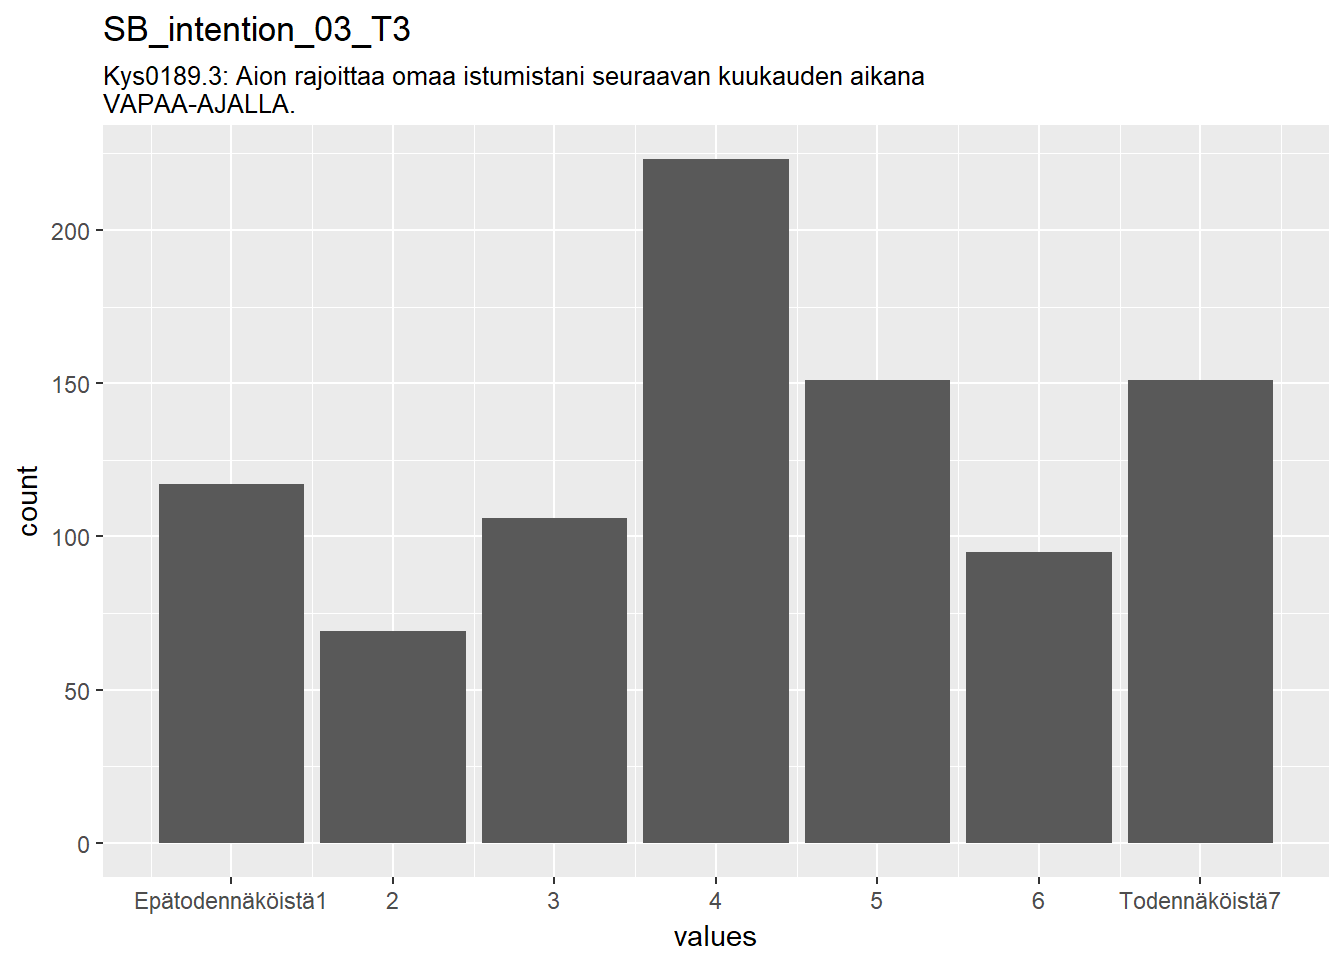 SB_intention_03_T3
Kys0189.3: Aion rajoittaa omaa istumistani seuraavan kuukauden aikana
VAPAA-AJALLA.
count
200
150
100
50
0
Epätodennäköistä1 2 3 4 5 6 Todennäköistä7
values